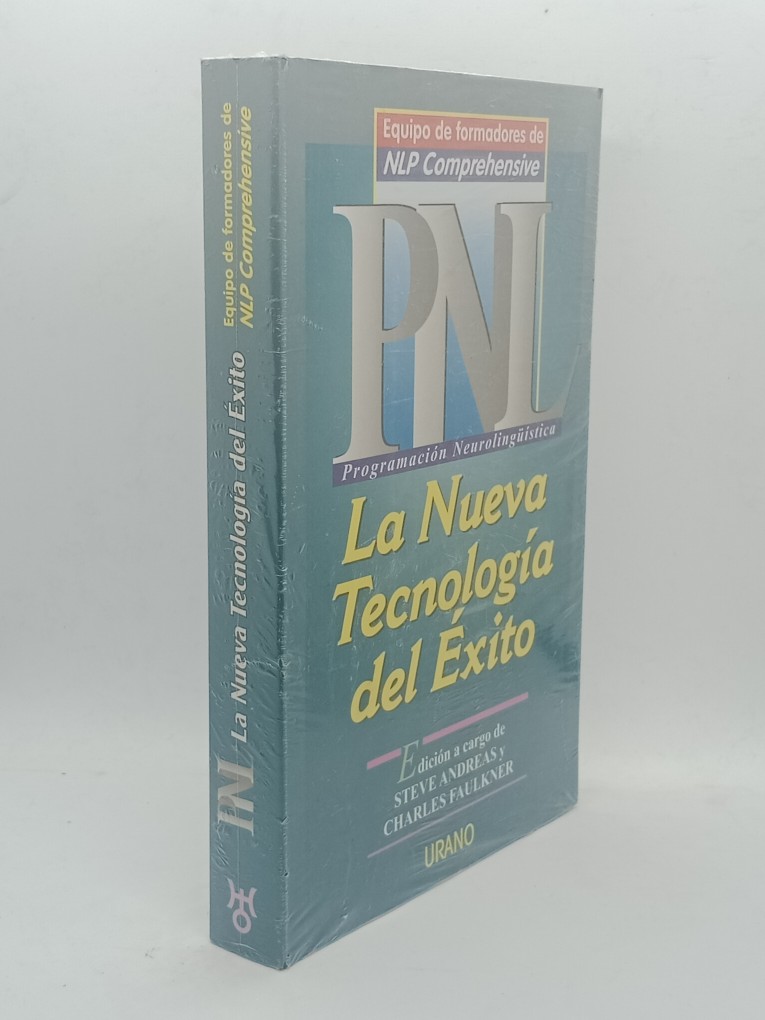 Equipo de formadores de
NLP Comprehensive
PNL
Programación Neurolingüística
La Nueva
Tecnología
del Éxito
Edición a cargo de
STEVE ANDREAS y
CHARLES FAULKNER
URANO
Equipo de formadores de
NLP Comprehensive
PNL La Nueva Tecnología del Éxito